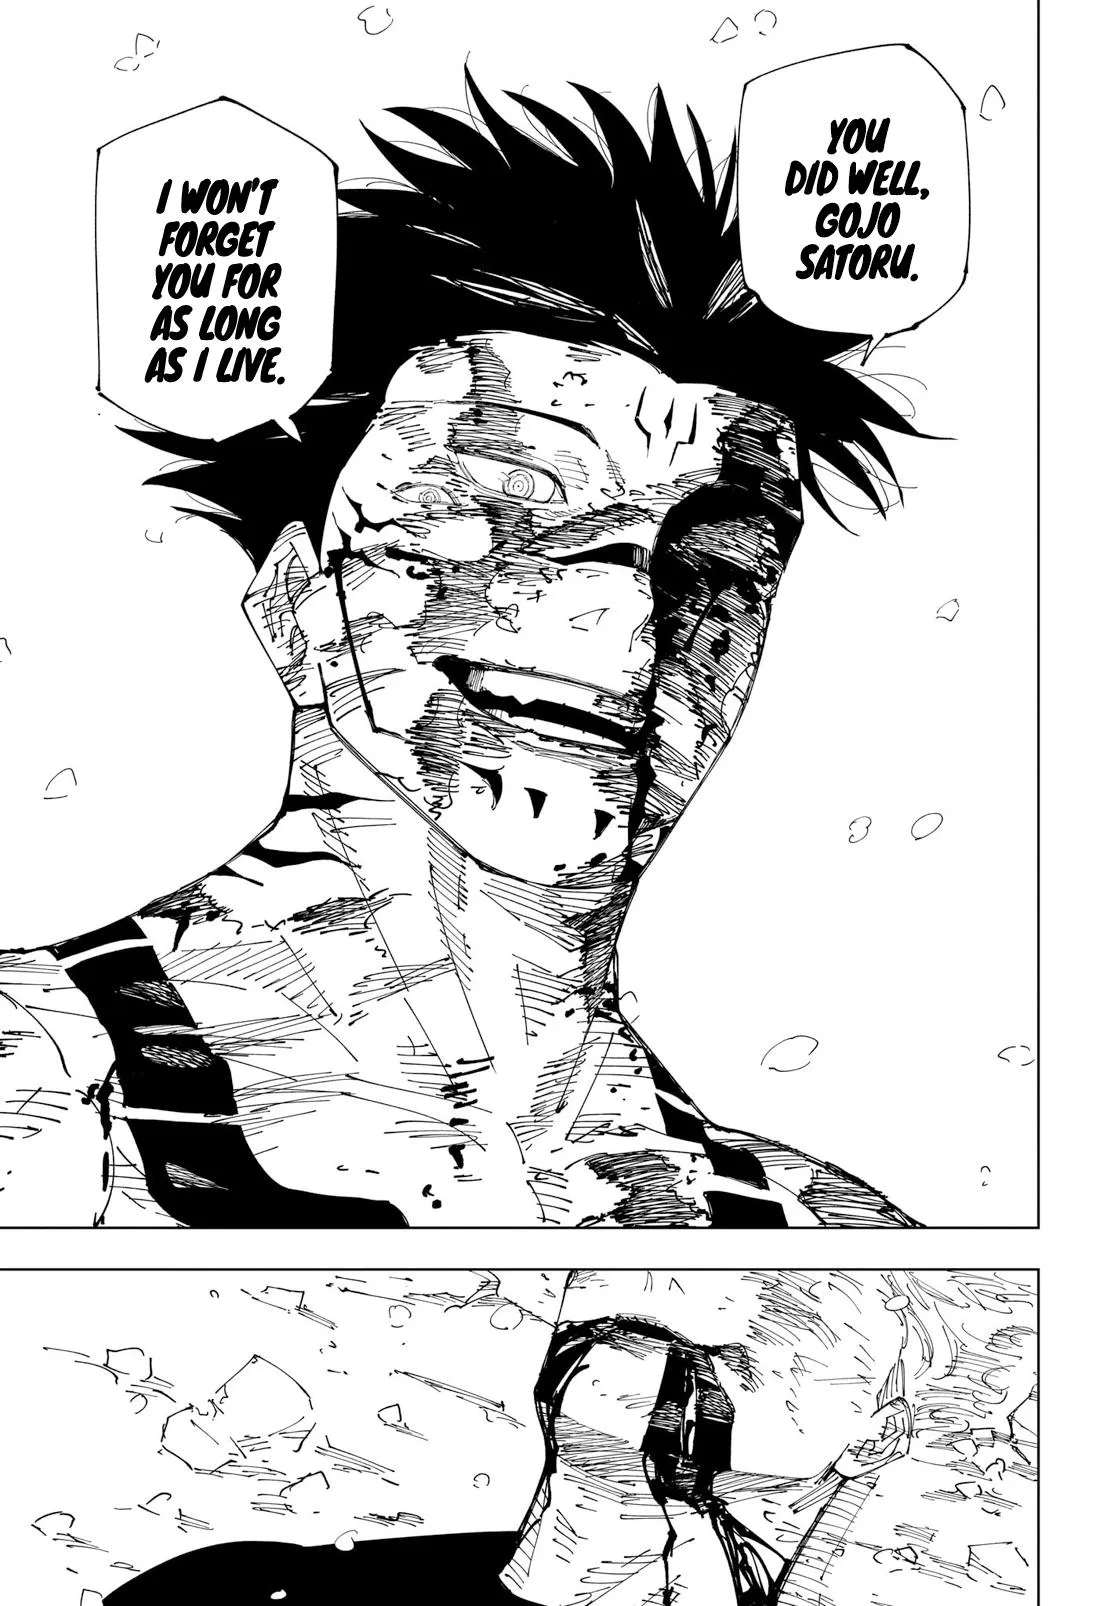 YOU
DID WELL,
GOJO
SATORU.
I WON'T
FORGET
YOU FOR
AS LONG
AS I LIVE.